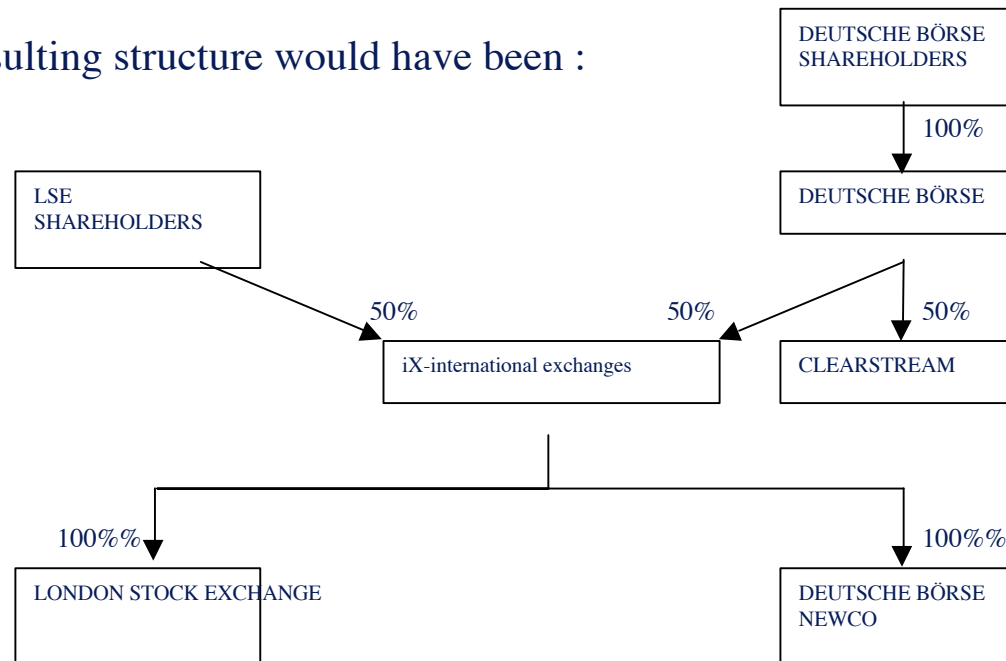 sulting structure would have been :
DEUTSCHE BÖRSE
SHAREHOLDERS
100%
LSE
SHAREHOLDERS
DEUTSCHE BÖRSE
50%
50%
50%
iX-international exchanges
CLEARSTREAM
100%%
100%%
LONDON STOCK EXCHANGE
DEUTSCHE BÖRSE
NEWCO